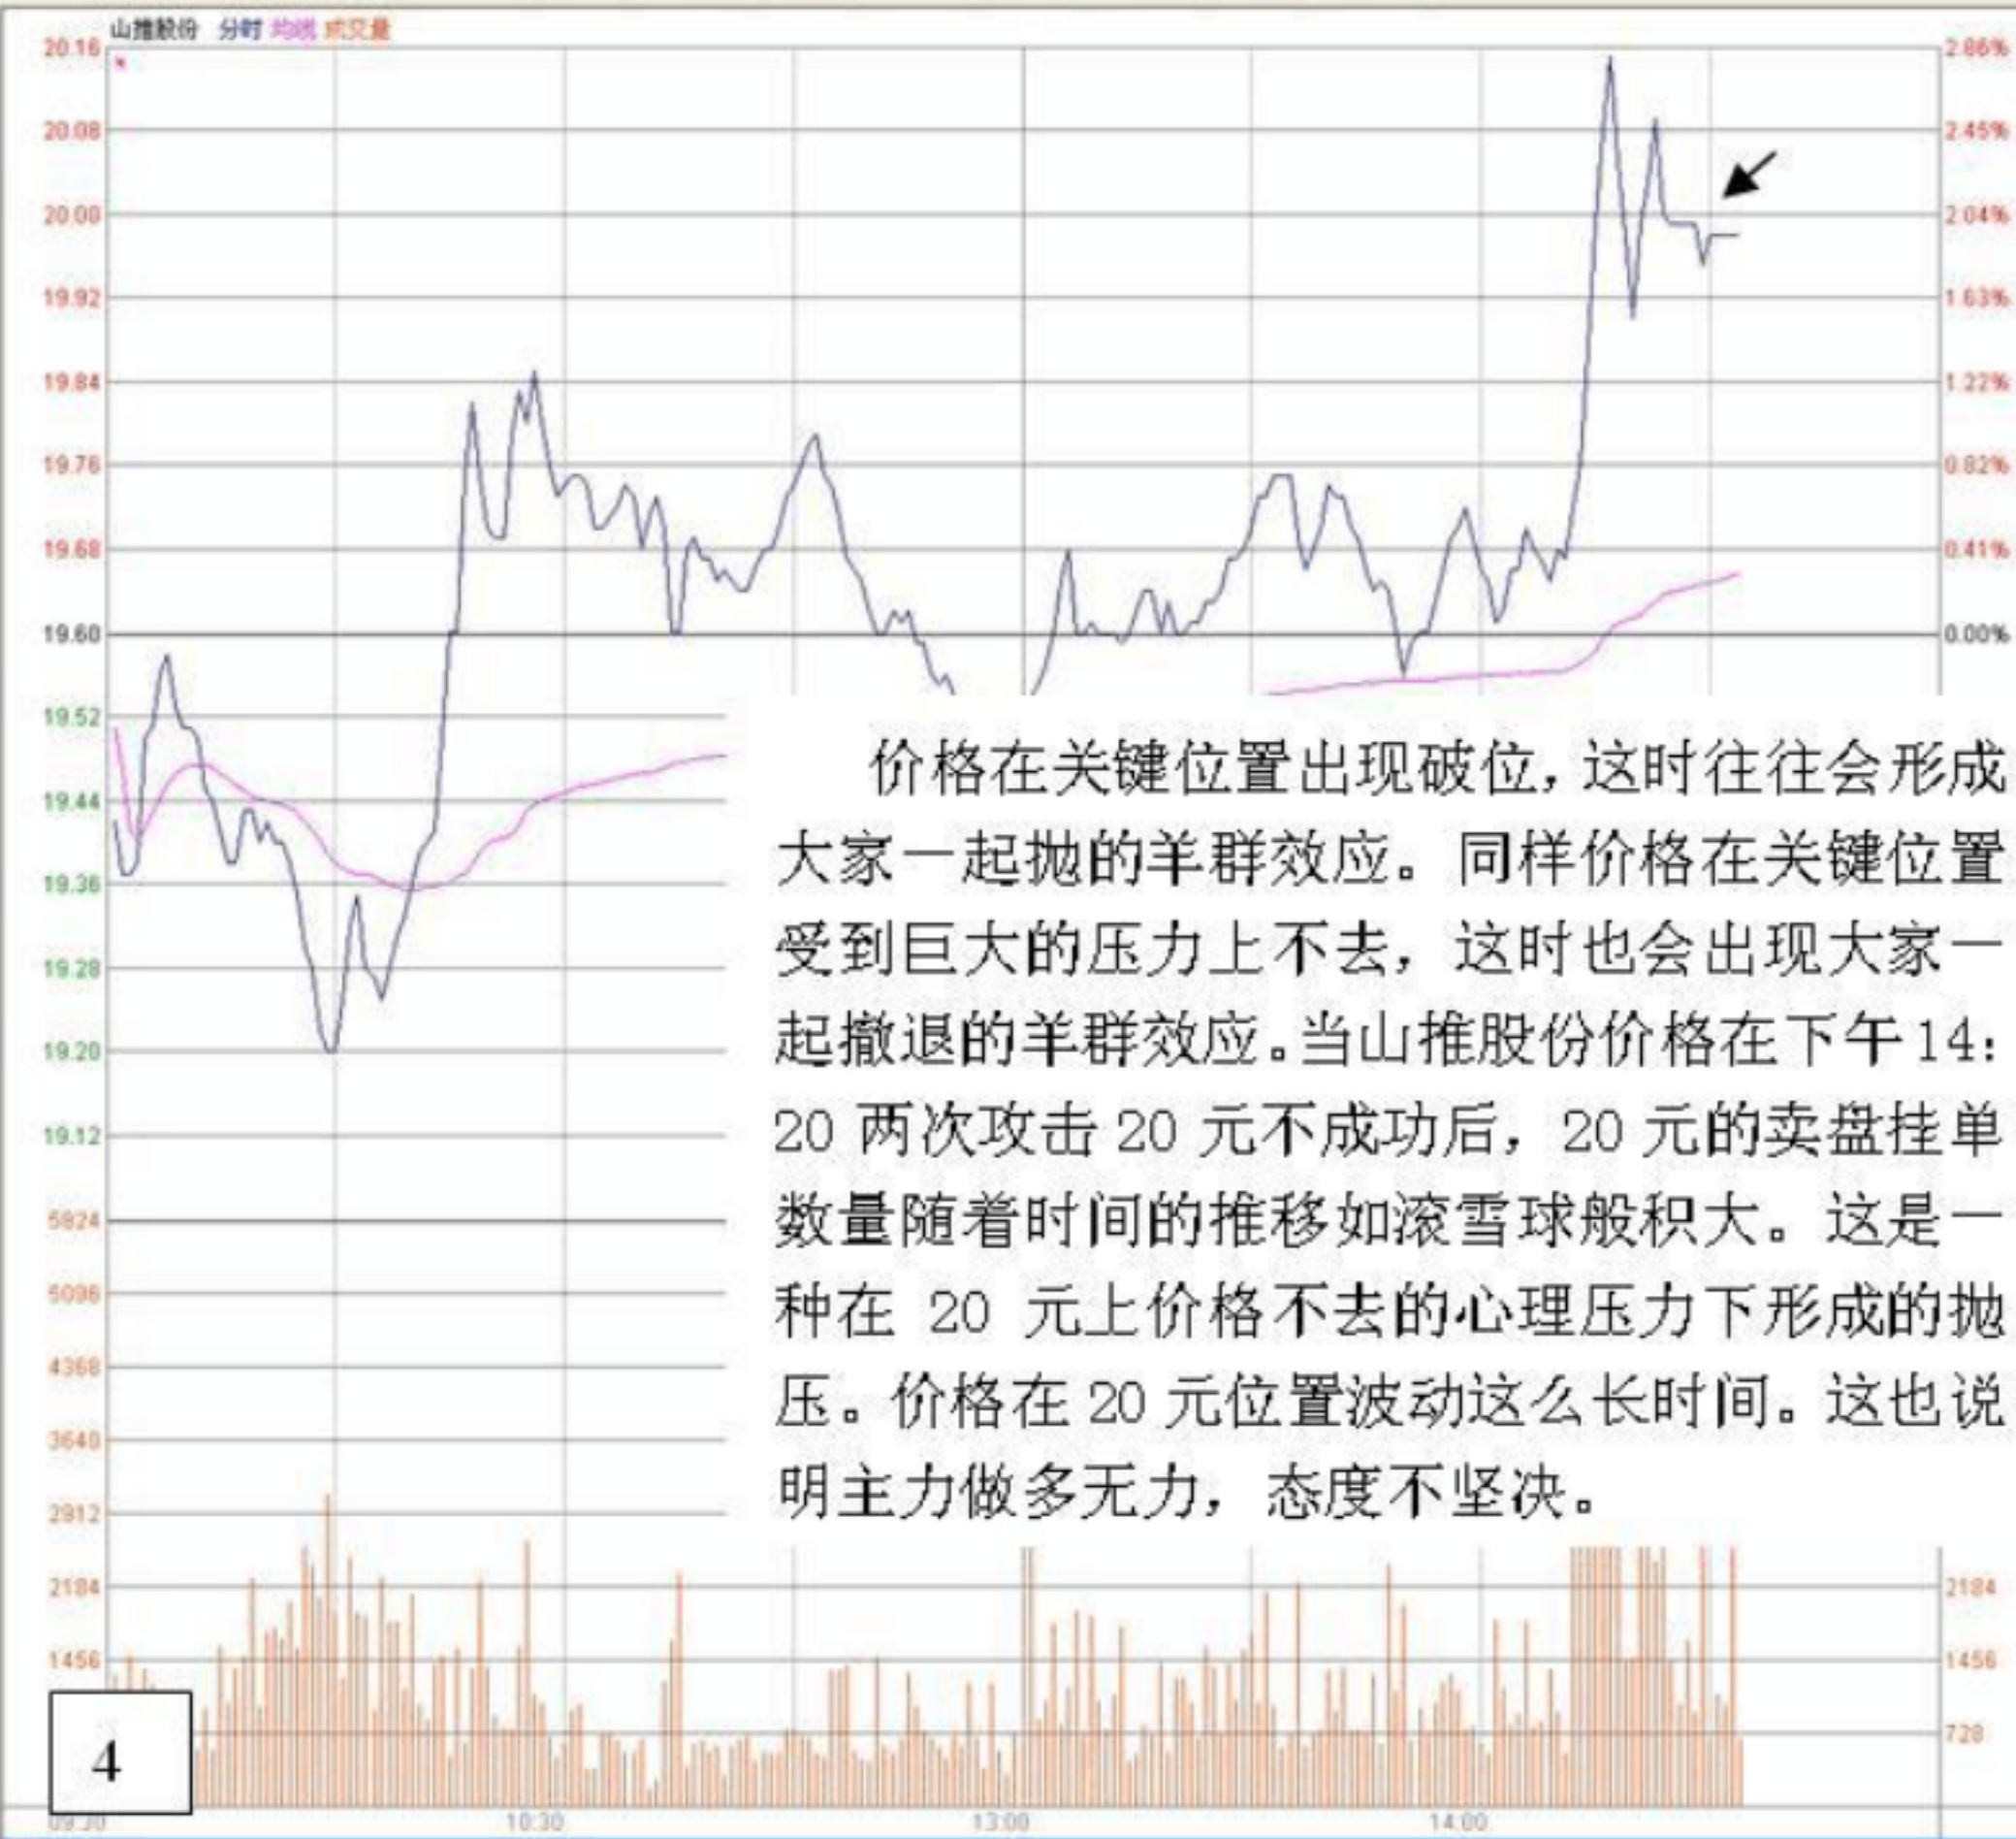 山推股份 分时 均线 成交量
20.16 2.86%
20.08 2.45%
20.00 2.04%
19.92 1.63%
19.84 1.22%
19.76 0.82%
19.68 0.41%
19.60 0.00%
19.52
19.44
19.36
19.28
19.20
19.12
5824
5096
4368
3640
2912
2184 2184
1456 1456
728
价格在关键位置出现破位，这时往往会形成
大家一起抛的羊群效应。同样价格在关键位置
受到巨大的压力上不去，这时也会出现大家一
起撤退的羊群效应。当山推股份价格在下午14：
20 两次攻击 20 元不成功后，20 元的卖盘挂单
数量随着时间的推移如滚雪球般积大。这是一
种在 20 元上价格不去的心理压力下形成的抛
压。价格在 20 元位置波动这么长时间。这也说
明主力做多无力，态度不坚决。
4
09:30 10:30 13:00 14:00